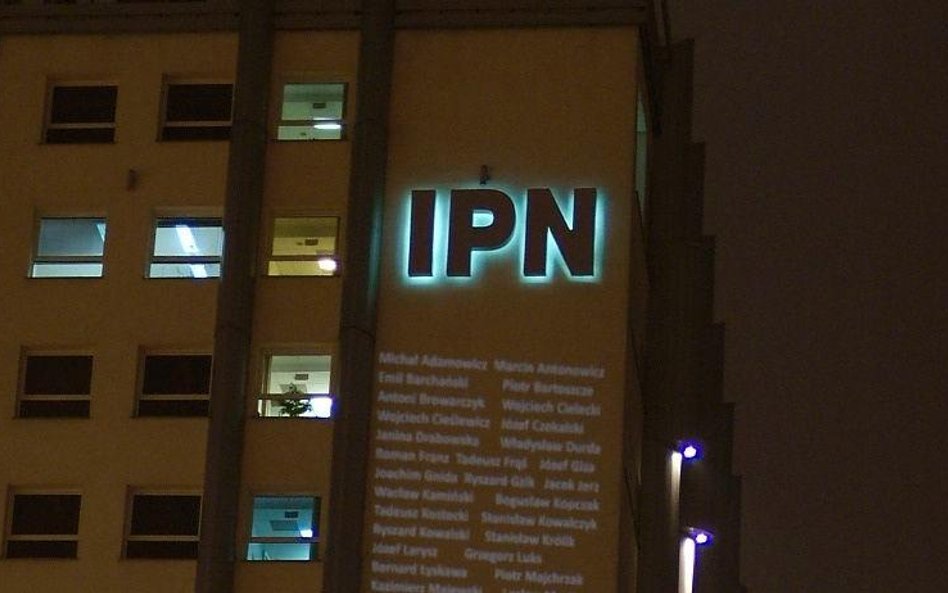 IPN
Michał Adamowicz Marcin Antonowicz
Emil Barchański Piotr Bartoszcze
Antoni Browarczyk Wojciech Cielecki
Wojciech Cieślewicz Józef Czekalski
Janina Drabowska Władysław Durda
Roman Franz Tadeusz Frąś Józef Giza
Joachim Gnida Ryszard Gzik Jacek Jerz
Wacław Kamiński Bogusław Kopczak
Tadeusz Kostecki Stanisław Kowalczyk
Ryszard Kowalski Stanisław Królik
Józef Larysz Grzegorz Luks
Bernard Łyskawa Piotr Majchrzak
Kazimierz Majewski